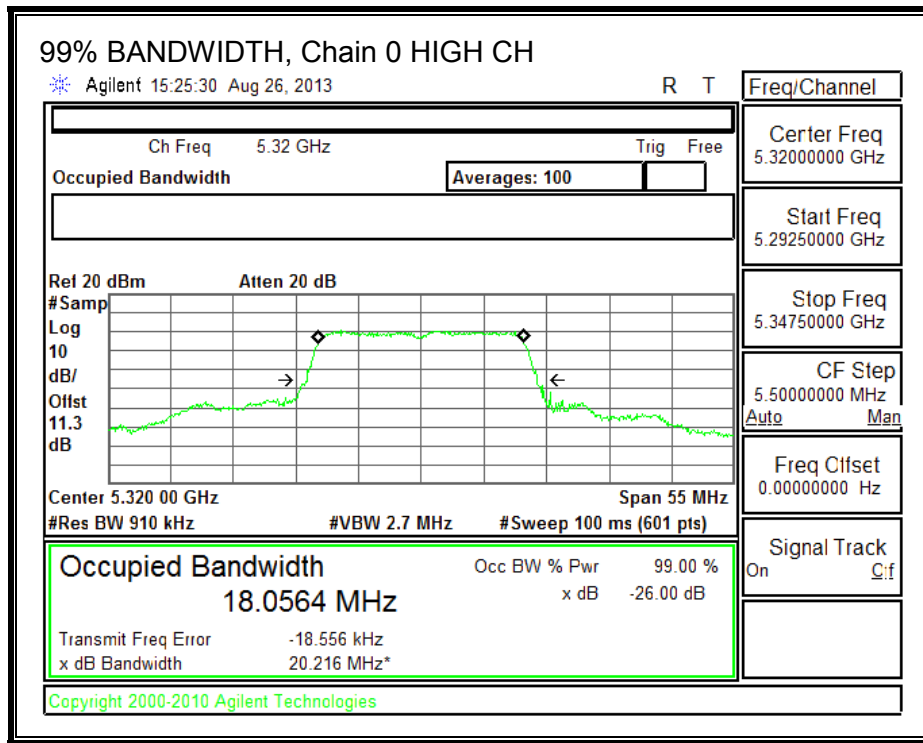 99% BANDWIDTH, Chain 0 HIGH CH
Agilent 15:25:30 Aug 26, 2013 R T
Freq/Channel
Ch Freq 5.32 GHz Trig Free
Occupied Bandwidth Averages: 100
Center Freq
5.32000000 GHz
Start Freq
5.29250000 GHz
Stop Freq
5.34750000 GHz
CF Step
5.50000000 MHz
Auto Man
Freq Offset
0.00000000 Hz
Signal Track
On Off
Ref 20 dBm Atten 20 dB
#Samp
Log
10
dB/
Offst
11.3
dB
Center 5.320 00 GHz Span 55 MHz
#Res BW 910 kHz #VBW 2.7 MHz #Sweep 100 ms (601 pts)
Occupied Bandwidth Occ BW % Pwr 99.00 %
18.0564 MHz x dB -26.00 dB
Transmit Freq Error -18.556 kHz
x dB Bandwidth 20.216 MHz*
Copyright 2000-2010 Agilent Technologies